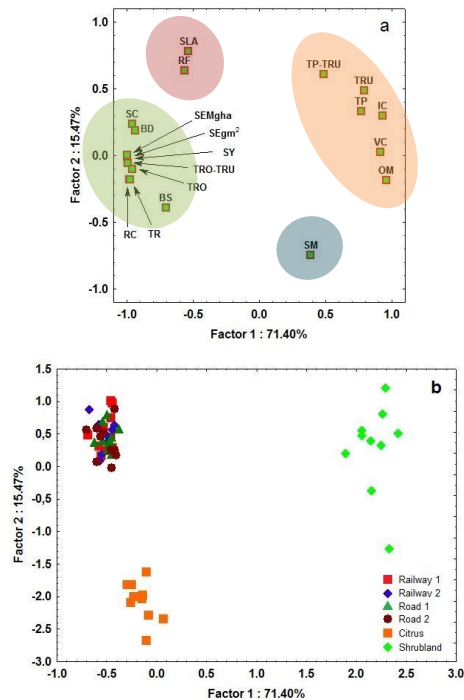 a
1.0
0.5
0.0
0.5
-1.0
Factor 2 : 15.47%
SLA
RF
TP-TRU
TRU
TP
IC
VC
OM
SC
BD
SEMgha
SEgm²
SY
TRO-TRU
TRO
TR
RC
BS
SM
-1.0 -0.5 0.0 0.5 1.0
Factor 1 : 71.40%
b
1.5
1.0
0.5
0.0
-0.5
-1.0
-1.5
-2.0
-2.5
-3.0
Factor 2 : 15.47%
Railway 1
Railway 2
Road 1
Road 2
Citrus
Shrubland
-1.0 -0.5 0.0 0.5 1.0 1.5 2.0 2.5 3.0
Factor 1 : 71.40%